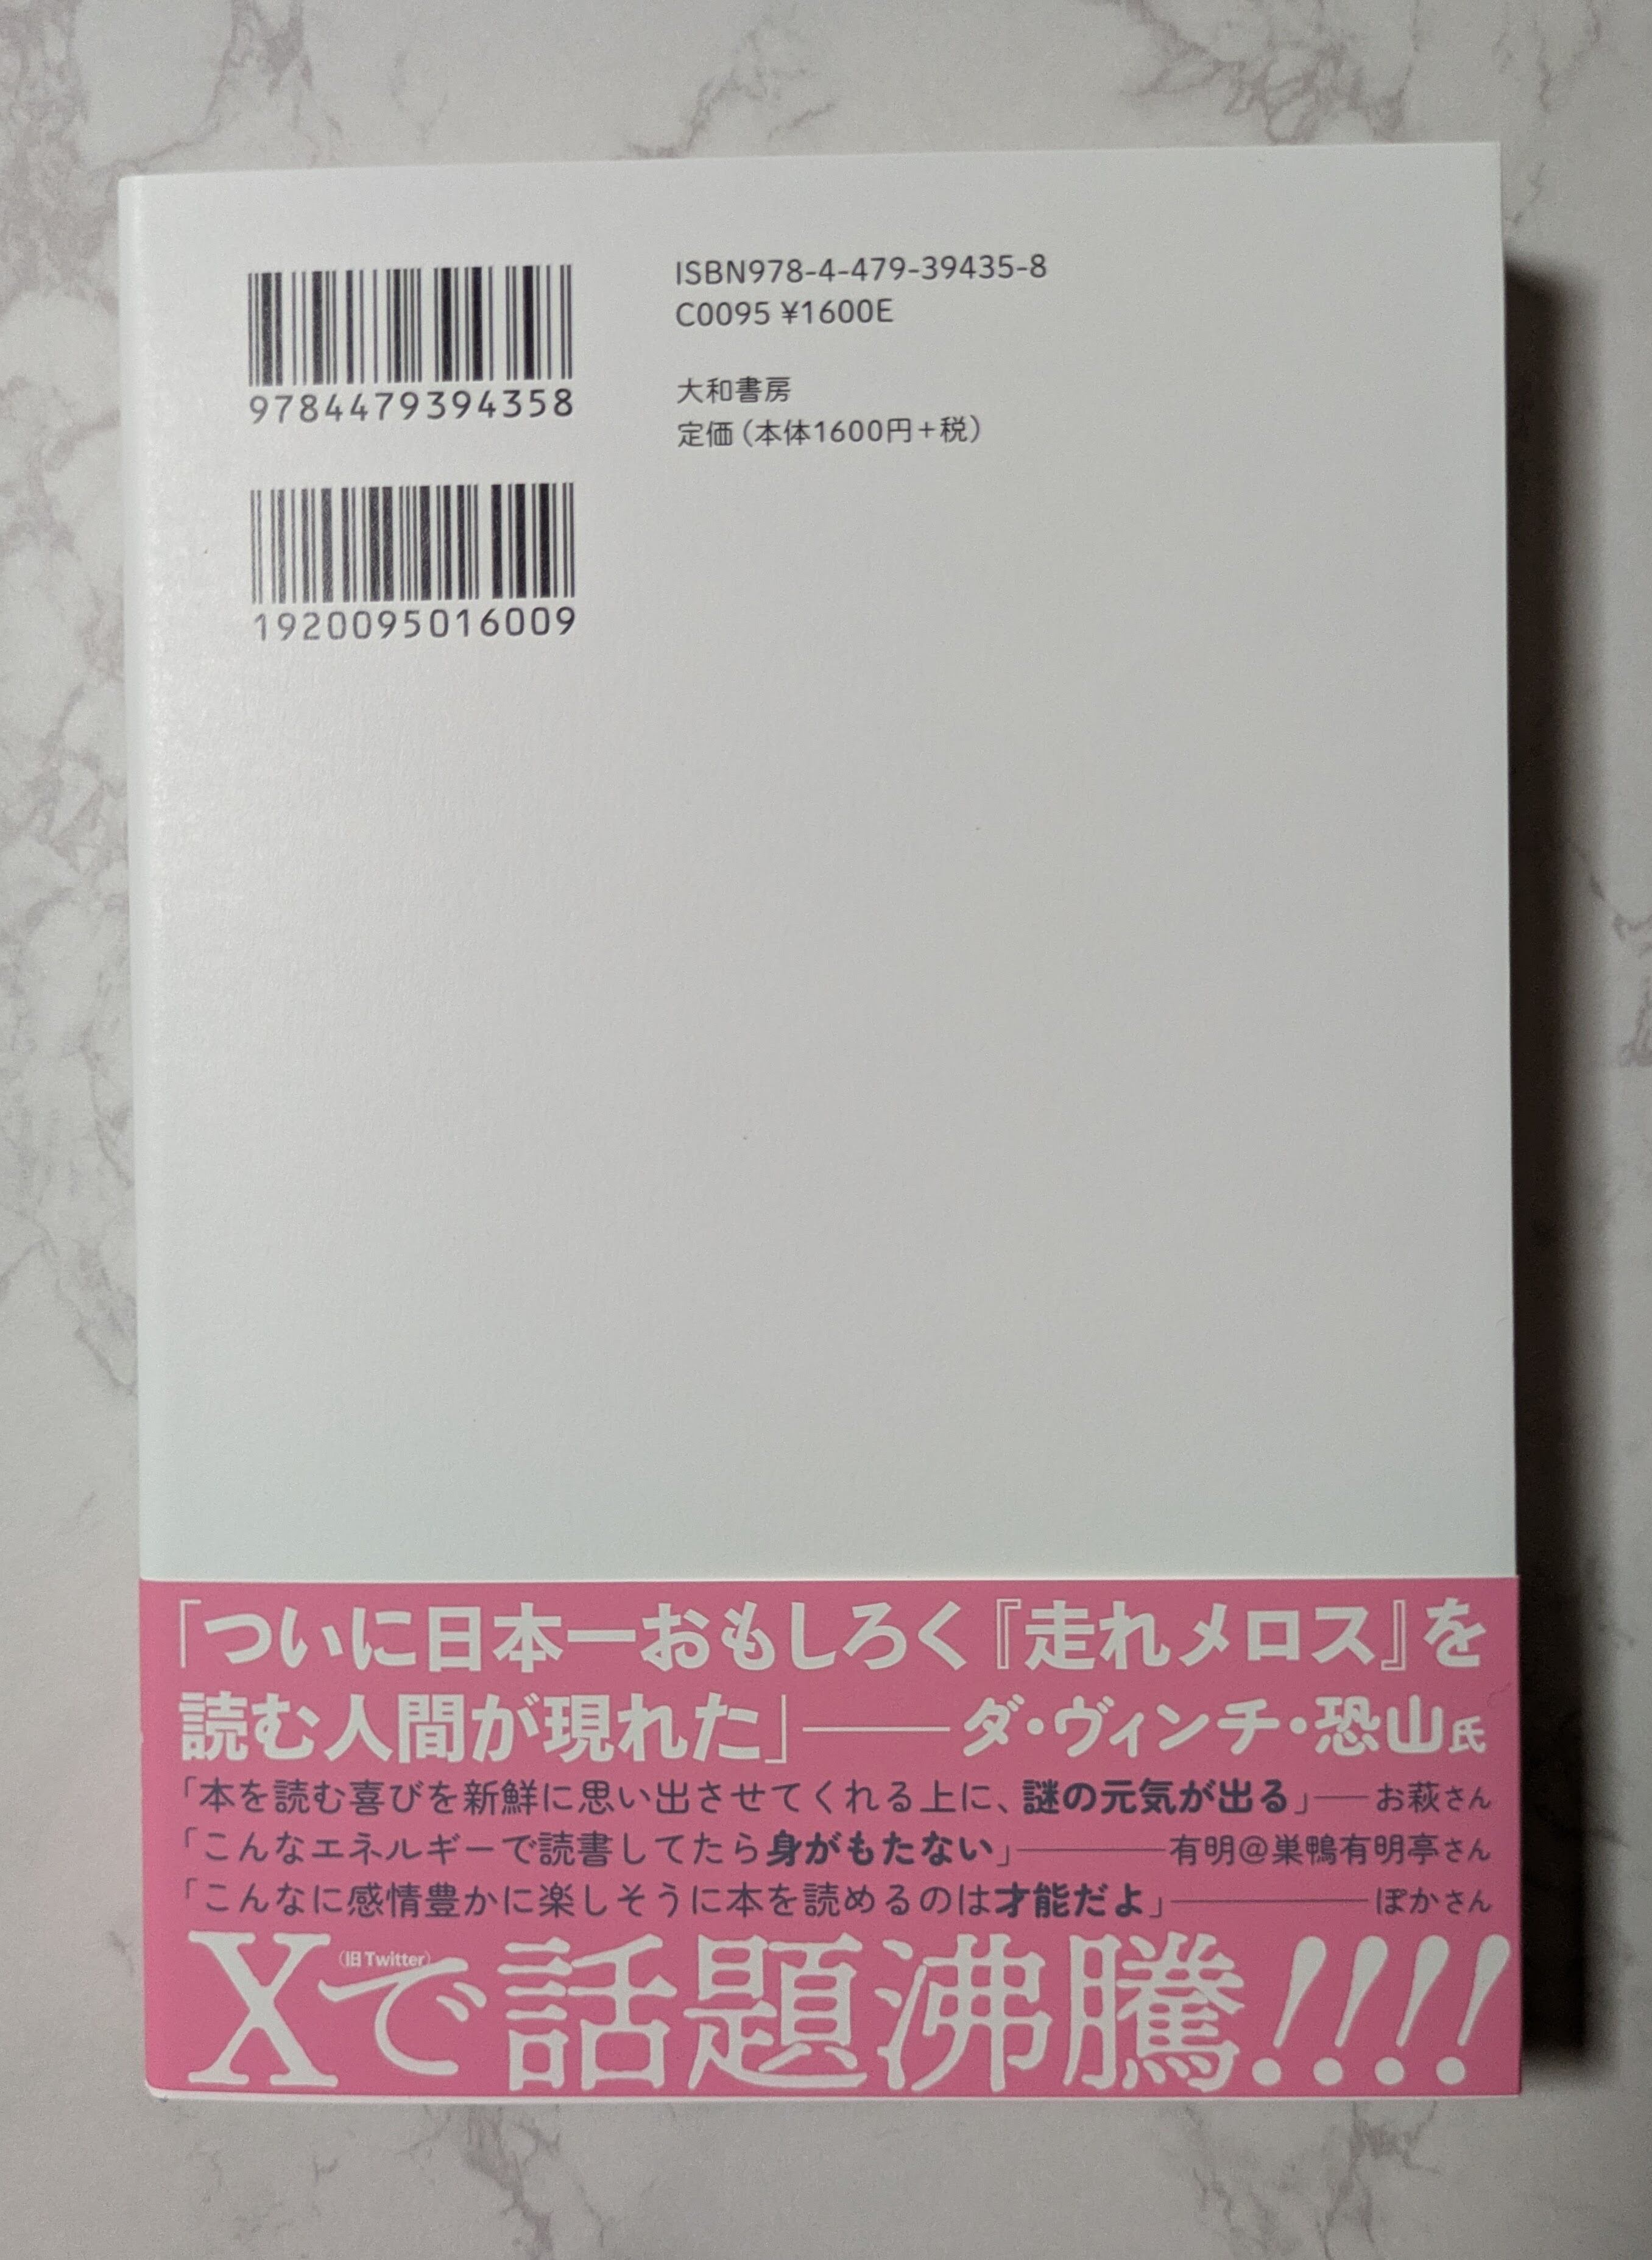 9784479394358
1920095016009
ISBN978-4-479-39435-8
C0095 ¥1600E
大和書房
定価（本体1600円＋税）
「ついに日本一おもしろく『走れメロス』を
読む人間が現れた」――ダ・ヴィンチ・恐山氏
「本を読む喜びを新鮮に思い出させてくれる上に、謎の元気が出る」――お萩さん
「こんなエネルギーで読書してたら身がもたない」――有明＠巣鴨有明亭さん
「こんなに感情豊かに楽しそうに本を読めるのは才能だよ」――ぽかさん
X（旧Twitter）で話題沸騰!!!!